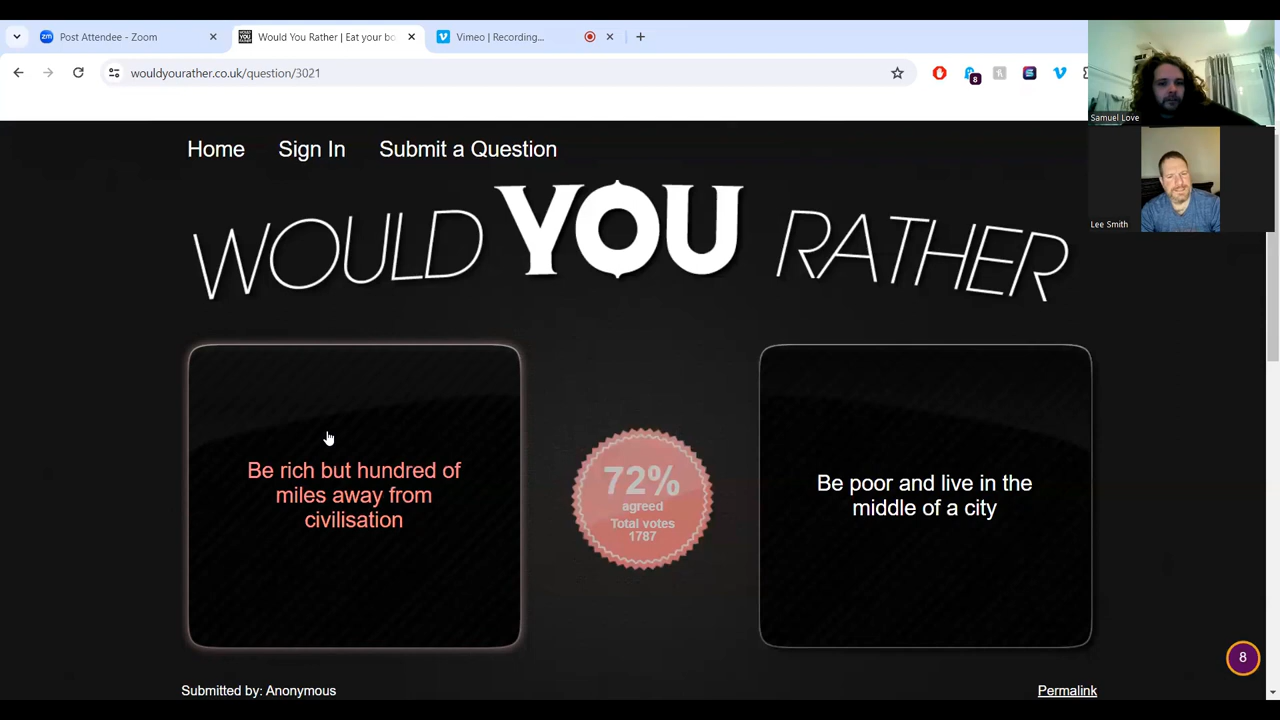 Post Attendee - Zoom
Would You Rather | Eat your bo
Vimeo | Recording...
wouldyourather.co.uk/question/3021
8
Samuel Love
Lee Smith
Home Sign In Submit a Question
WOULD YOU RATHER
Be rich but hundred of
miles away from
civilisation
72%
agreed
Total votes
1787
Be poor and live in the
middle of a city
8
Submitted by: Anonymous
Permalink